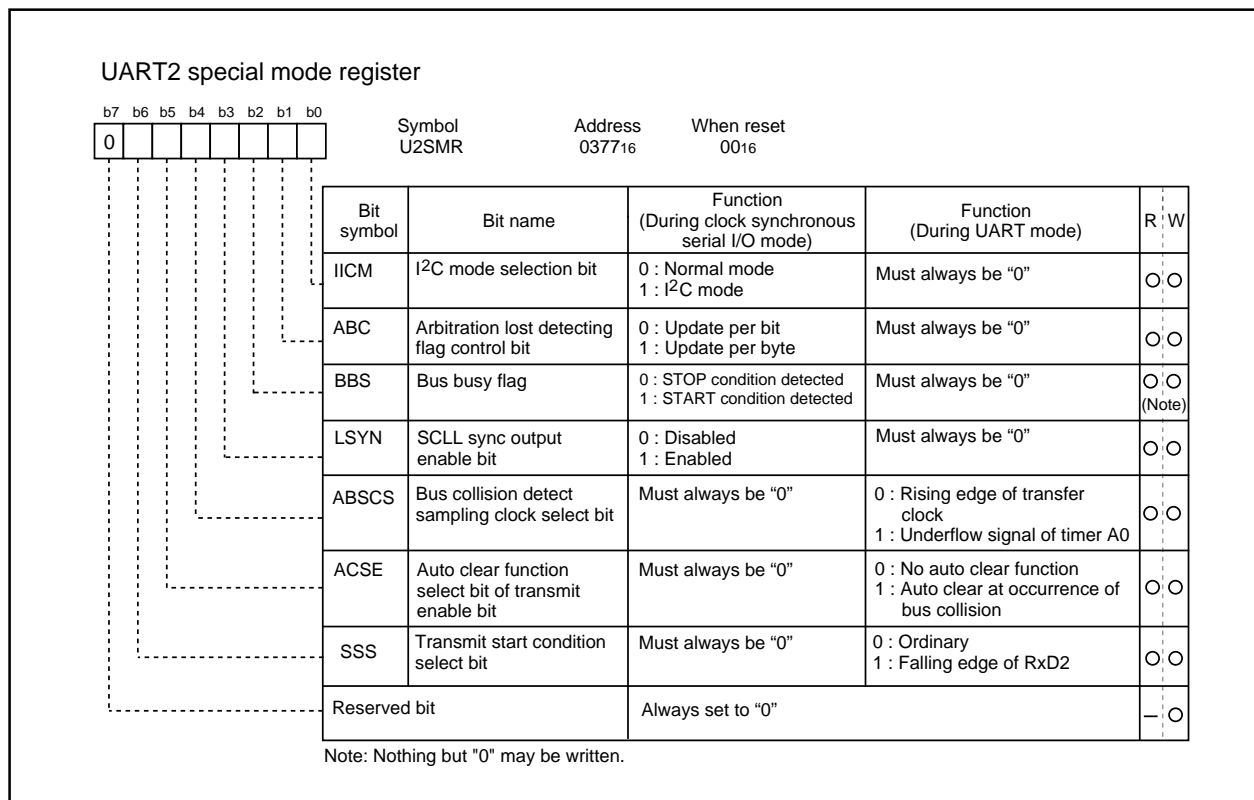 UART2 special mode register
b7 b6 b5 b4 b3 b2 b1 b0
0
Symbol Address When reset
U2SMR 037716 0016
Bit symbol Bit name Function (During clock synchronous serial I/O mode) Function (During UART mode) R W
IICM I2C mode selection bit 0 : Normal mode Must always be “0”
1 : I2C mode
ABC Arbitration lost detecting 0 : Update per bit Must always be “0”
flag control bit 1 : Update per byte
BBS Bus busy flag 0 : STOP condition detected Must always be “0”
1 : START condition detected (Note)
LSYN SCLL sync output 0 : Disabled Must always be “0”
enable bit 1 : Enabled
ABSCS Bus collision detect Must always be “0” 0 : Rising edge of transfer
sampling clock select bit clock
1 : Underflow signal of timer A0
ACSE Auto clear function Must always be “0” 0 : No auto clear function
select bit of transmit 1 : Auto clear at occurrence of
enable bit bus collision
SSS Transmit start condition Must always be “0” 0 : Ordinary
select bit 1 : Falling edge of RxD2
Reserved bit Always set to “0” –
Note: Nothing but "0" may be written.